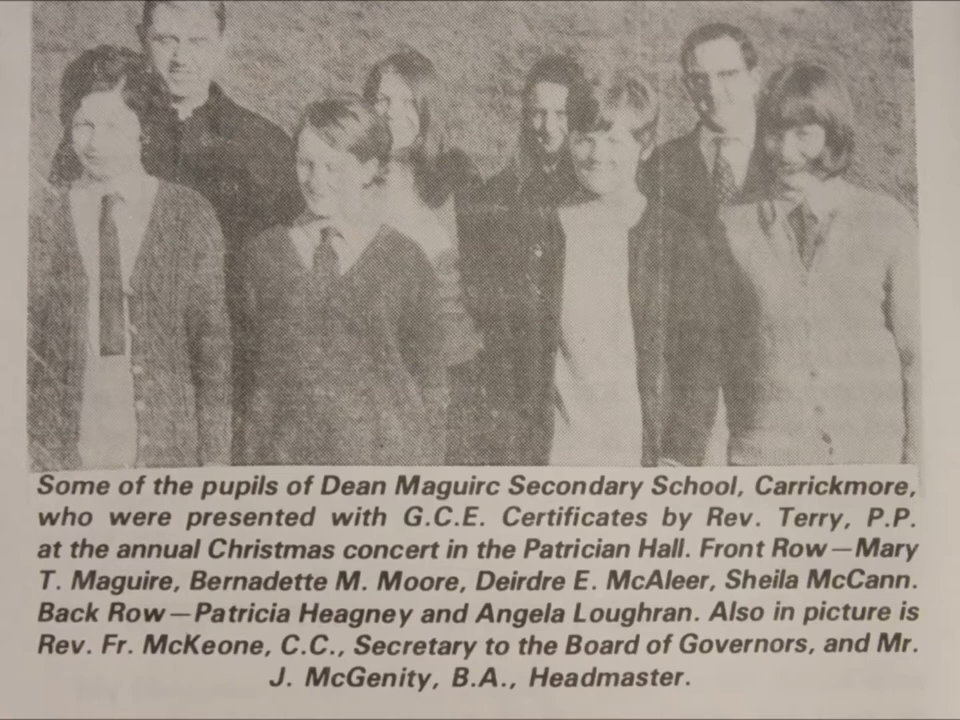 Some of the pupils of Dean Maguirc Secondary School, Carrickmore,
who were presented with G.C.E. Certificates by Rev. Terry, P.P.
at the annual Christmas concert in the Patrician Hall. Front Row—Mary
T. Maguire, Bernadette M. Moore, Deirdre E. McAleer, Sheila McCann.
Back Row—Patricia Heagney and Angela Loughran. Also in picture is
Rev. Fr. McKeone, C.C., Secretary to the Board of Governors, and Mr.
J. McGenity, B.A., Headmaster.